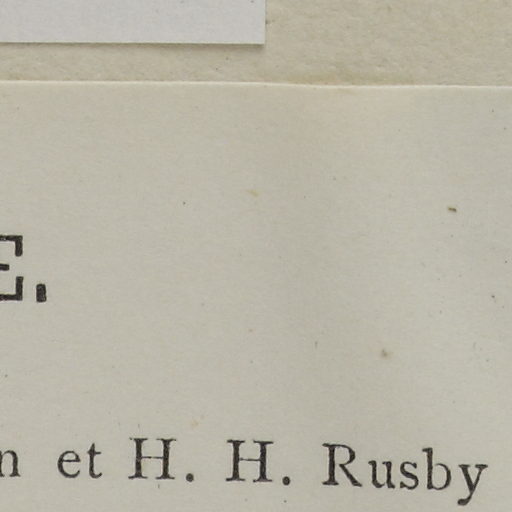 E.
n et H. H. Rusby